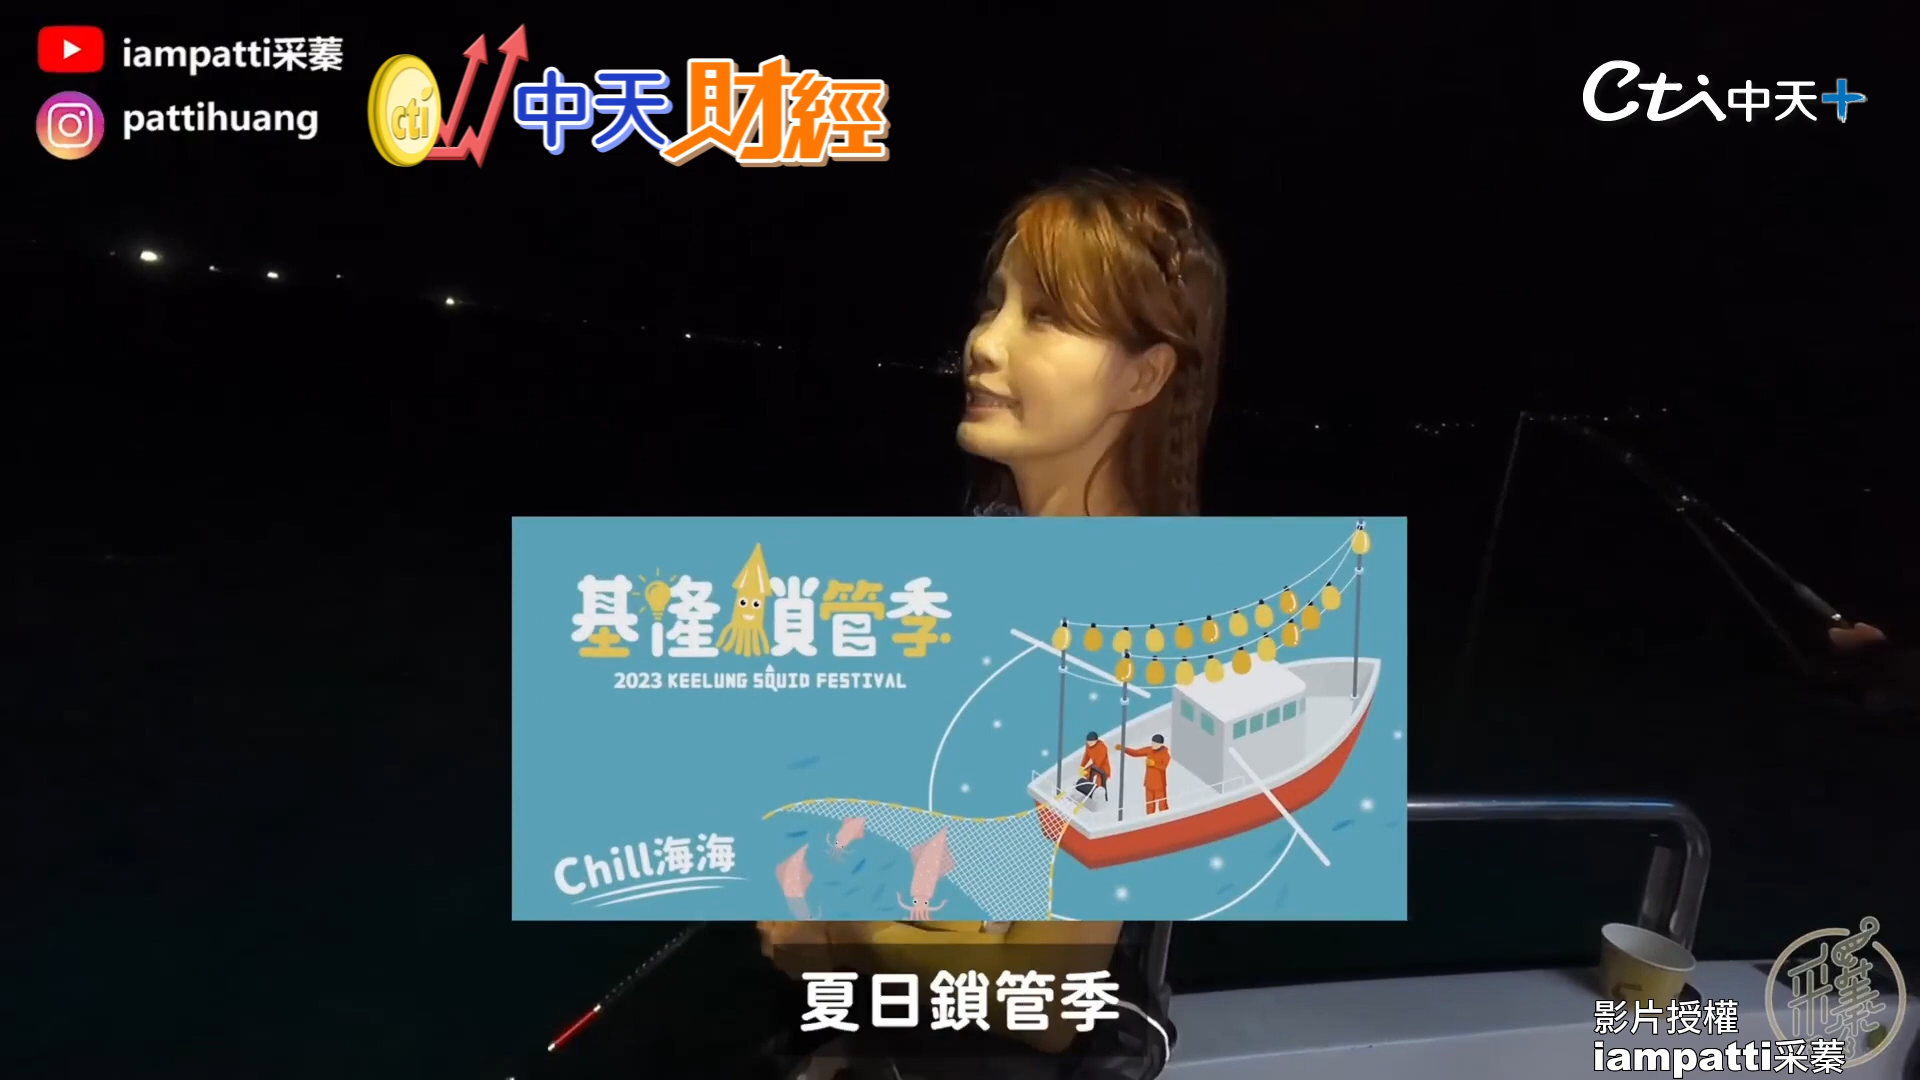 iampatti采蓁
pattihuang
cti
中天財經
cti中天+
基隆鎖管季
2023 KEELUNG SQUID FESTIVAL
Chill海海
夏日鎖管季
采蓁
影片授權
iampatti采蓁